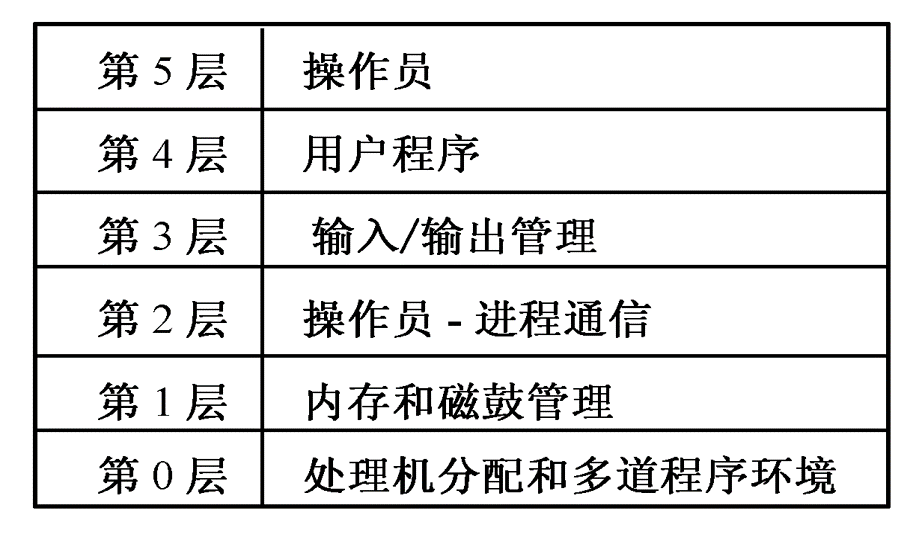 第 5 层 操作员
第 4 层 用户程序
第 3 层 输入/输出管理
第 2 层 操作员 - 进程通信
第 1 层 内存和磁鼓管理
第 0 层 处理机分配和多道程序环境